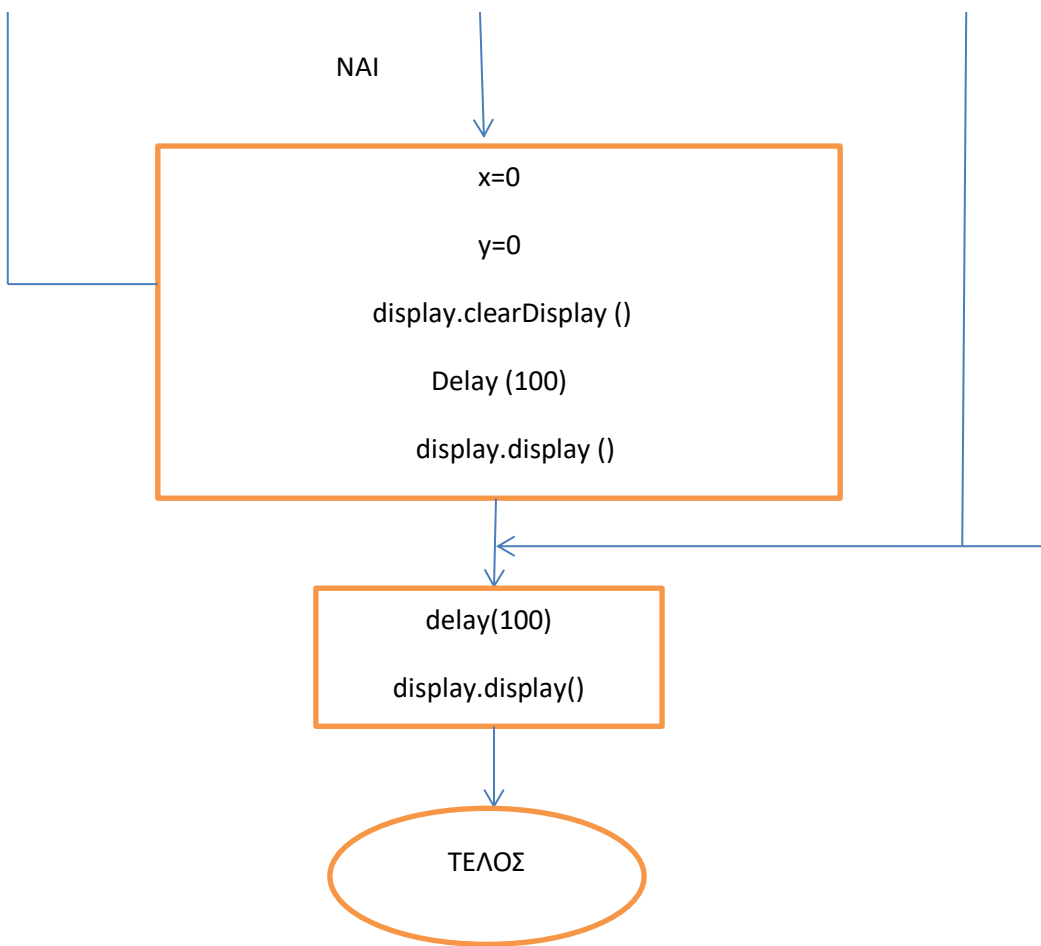 ΝΑΙ
x=0
y=0
display.clearDisplay ()
Delay (100)
display.display ()
delay(100)
display.display()
ΤΕΛΟΣ